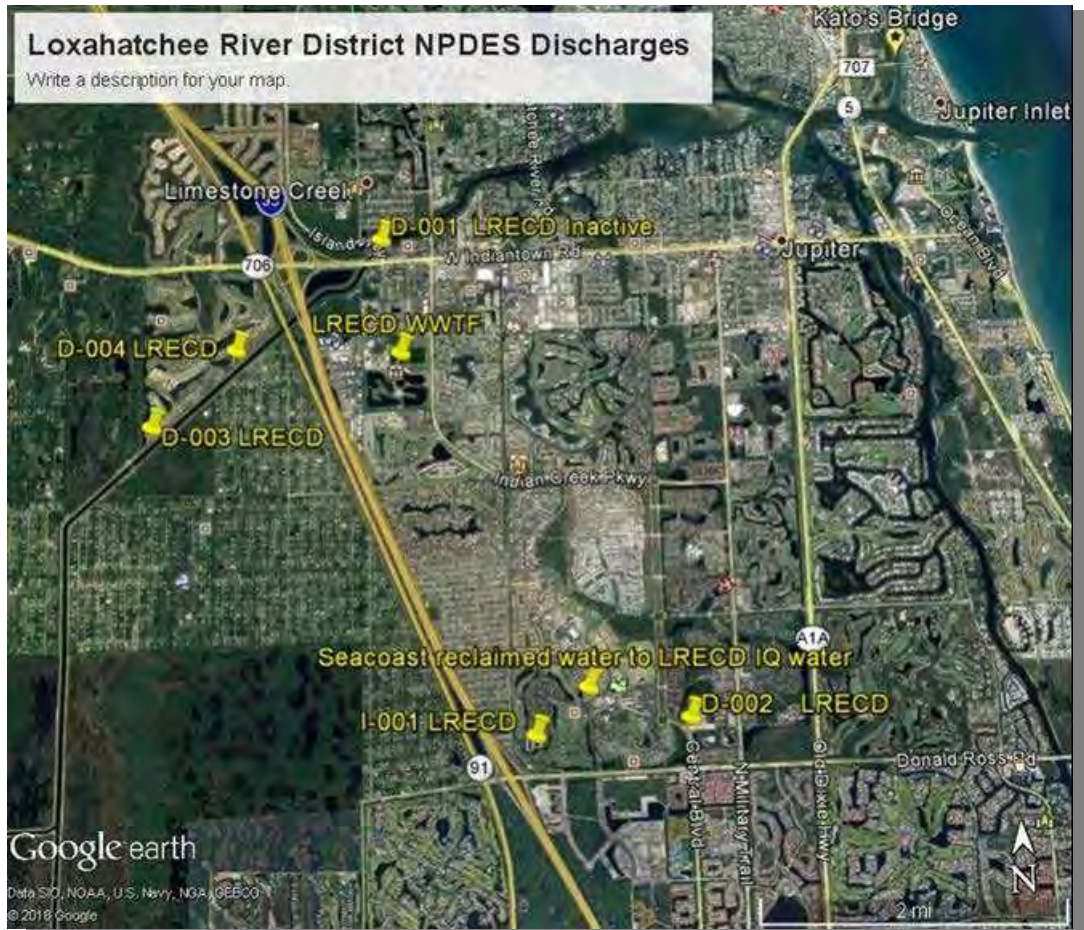 Loxahatchee River District NPDES Discharges
Write a description for your map.
Kato's Bridge
707
5
Jupiter Inlet
Limestone Creek
D-001 LRECD Inactive
706
W Indiantown Rd
Jupiter
Ocean Blvd
LRECD WWTF
D-004 LRECD
D-003 LRECD
Indian Creek Pkwy
A1A
Seacoast reclaimed water to LRECD IQ water
I-001 LRECD
D-002 LRECD
91
Donald Ross Rd
Central Blvd
N Military Trail
Old Dixie Hwy
Google earth
Data SIO, NOAA, U.S. Navy, NGA, GEBCO
© 2018 Google
N
2 mi